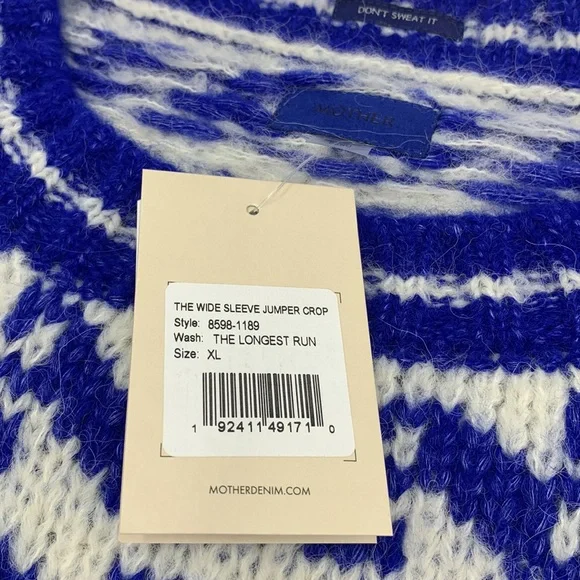 DON'T SWEAT IT
MOTHER
THE WIDE SLEEVE JUMPER CROP
Style: 8598-1189
Wash: THE LONGEST RUN
Size: XL
1 92411 49171 0
MOTHERDENIM.COM